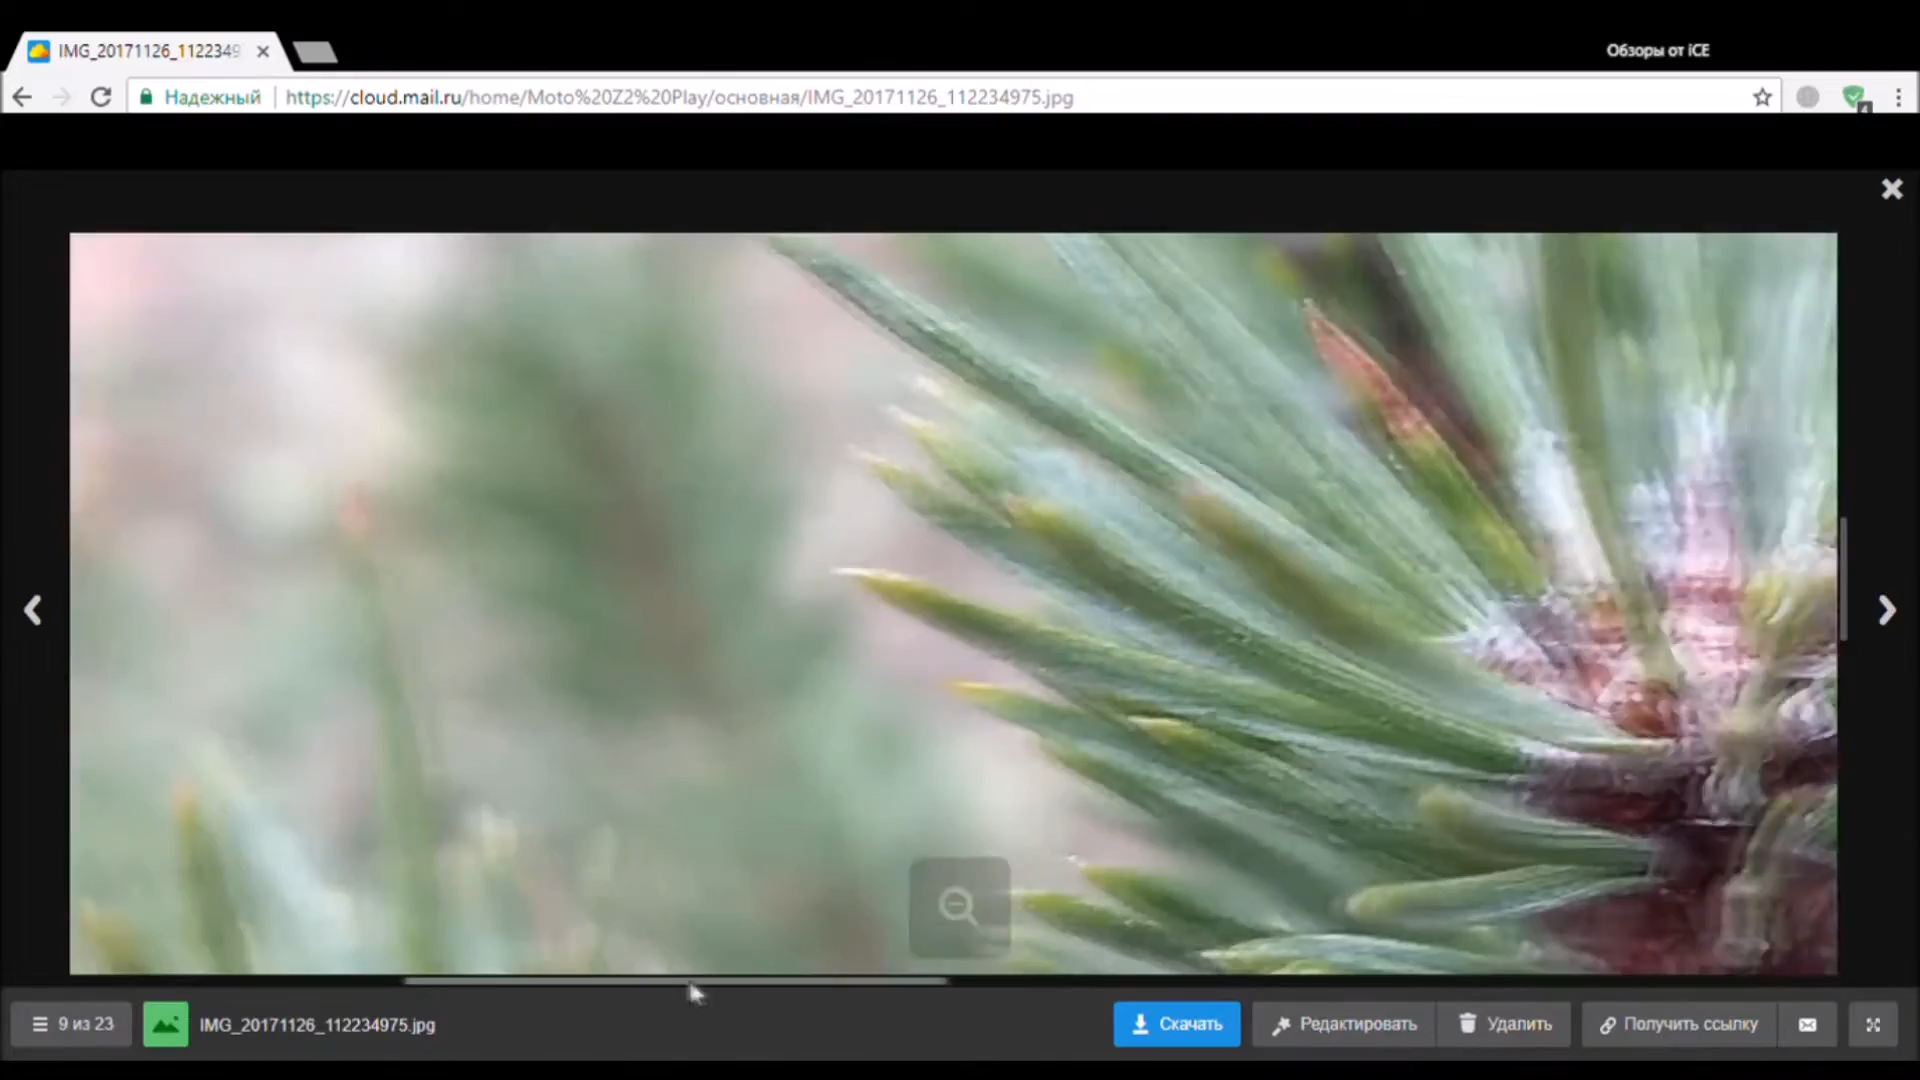 IMG_20171126_1122349
Обзоры от iCE
Надежный
https://cloud.mail.ru/home/Moto%20Z2%20Play/основная/IMG_20171126_112234975.jpg
9 из 23
IMG_20171126_112234975.jpg
Скачать
Редактировать
Удалить
Получить ссылку